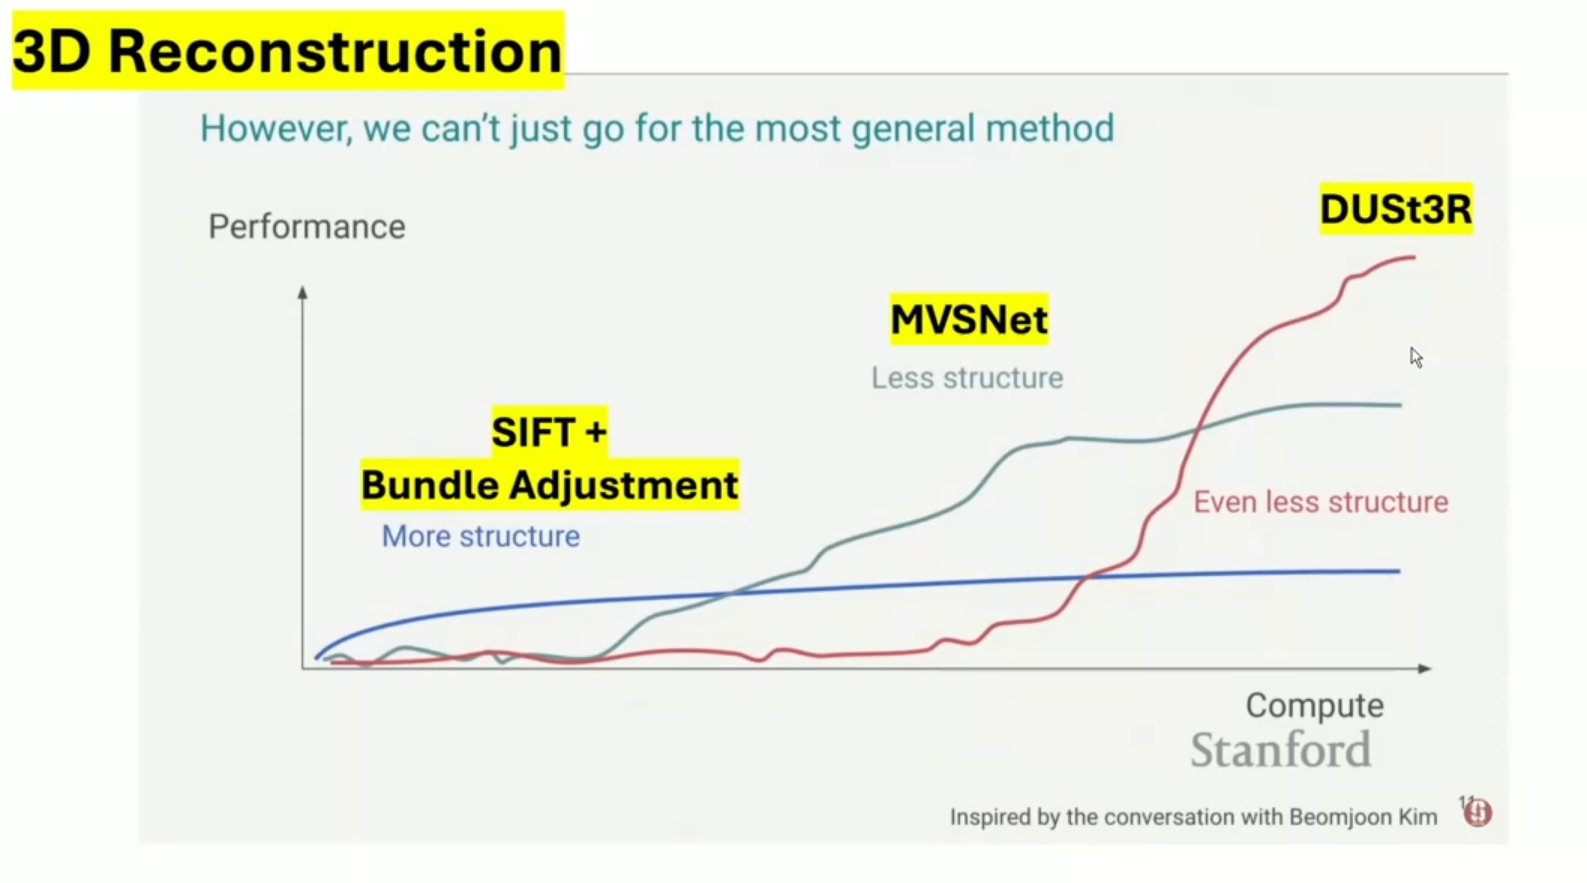 3D Reconstruction
However, we can't just go for the most general method
Performance
DUSt3R
MVSNet
Less structure
SIFT +
Bundle Adjustment
More structure
Even less structure
Compute
Stanford
Inspired by the conversation with Beomjoon Kim